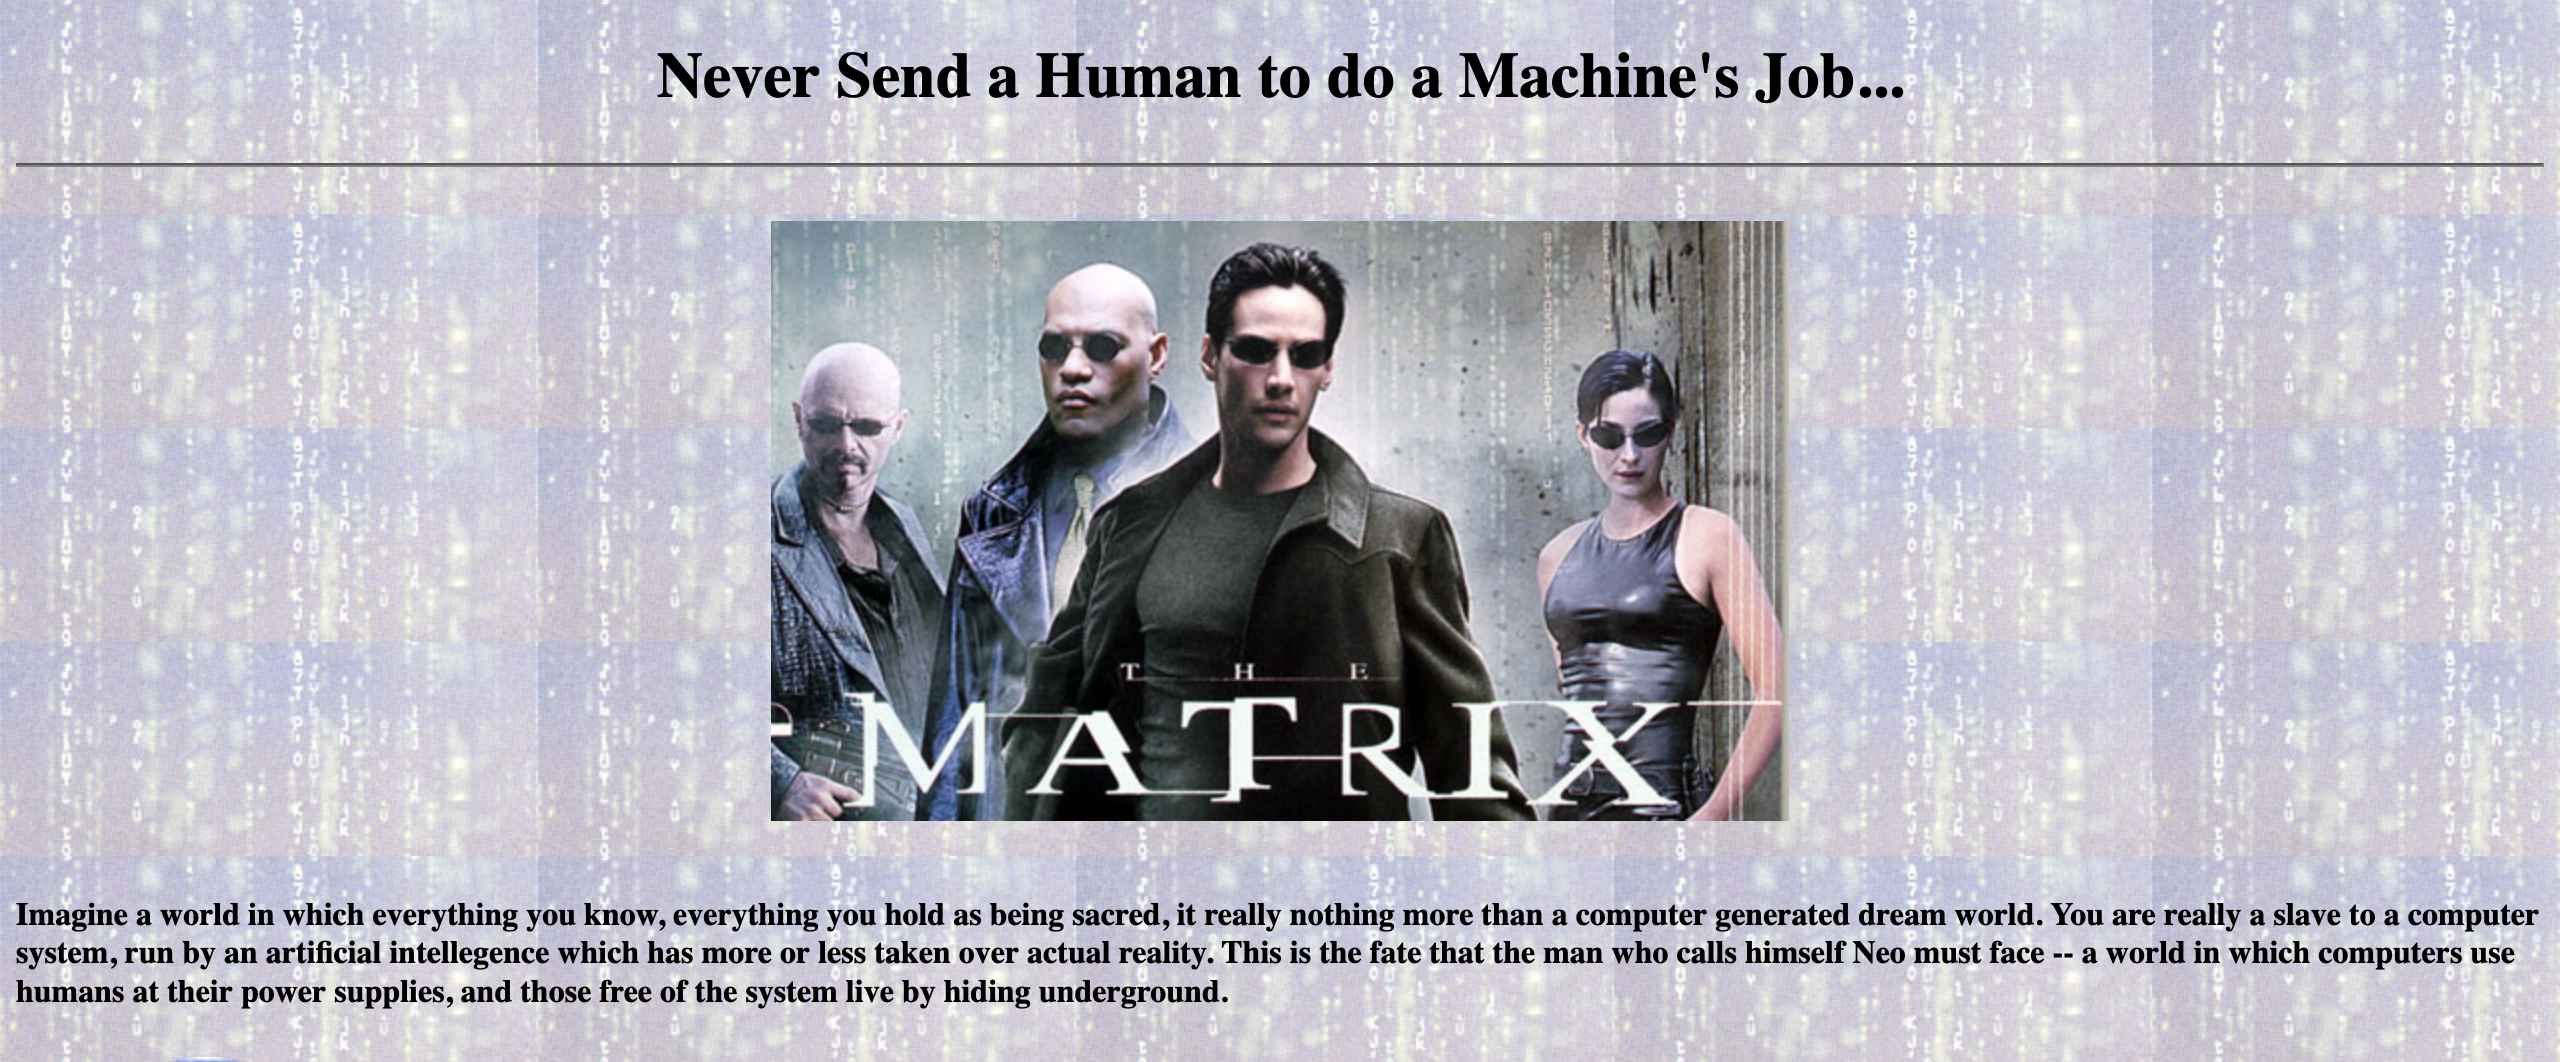 Never Send a Human to do a Machine's Job...
THE
MATRIX
Imagine a world in which everything you know, everything you hold as being sacred, it really nothing more than a computer generated dream world. You are really a slave to a computer
system, run by an artificial intellegence which has more or less taken over actual reality. This is the fate that the man who calls himself Neo must face -- a world in which computers use
humans at their power supplies, and those free of the system live by hiding underground.